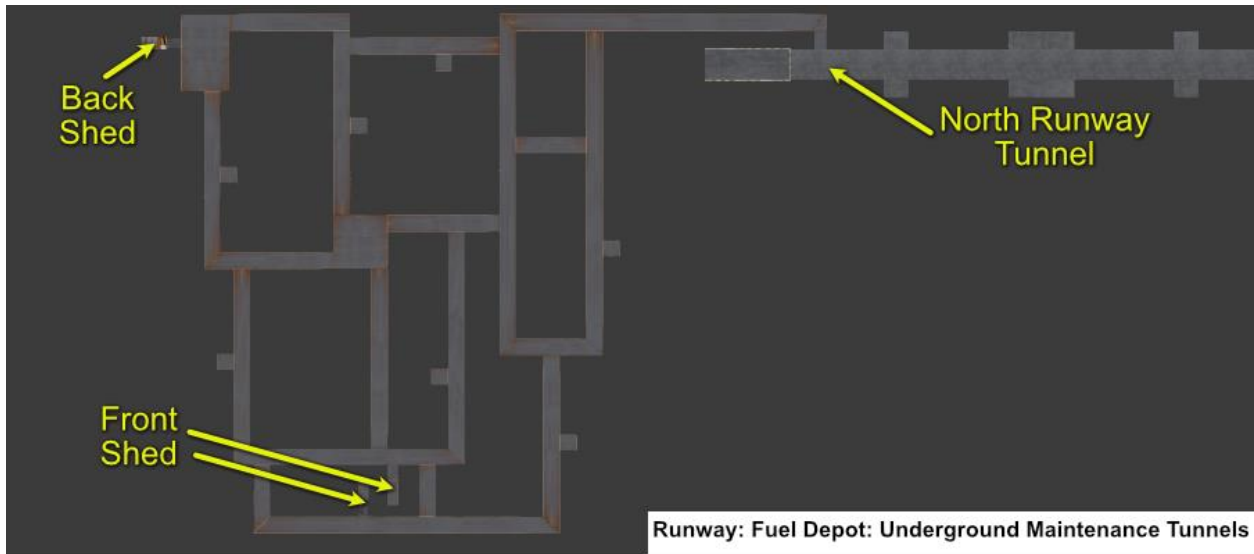 Back
Shed
North Runway
Tunnel
Front
Shed
Runway: Fuel Depot: Underground Maintenance Tunnels